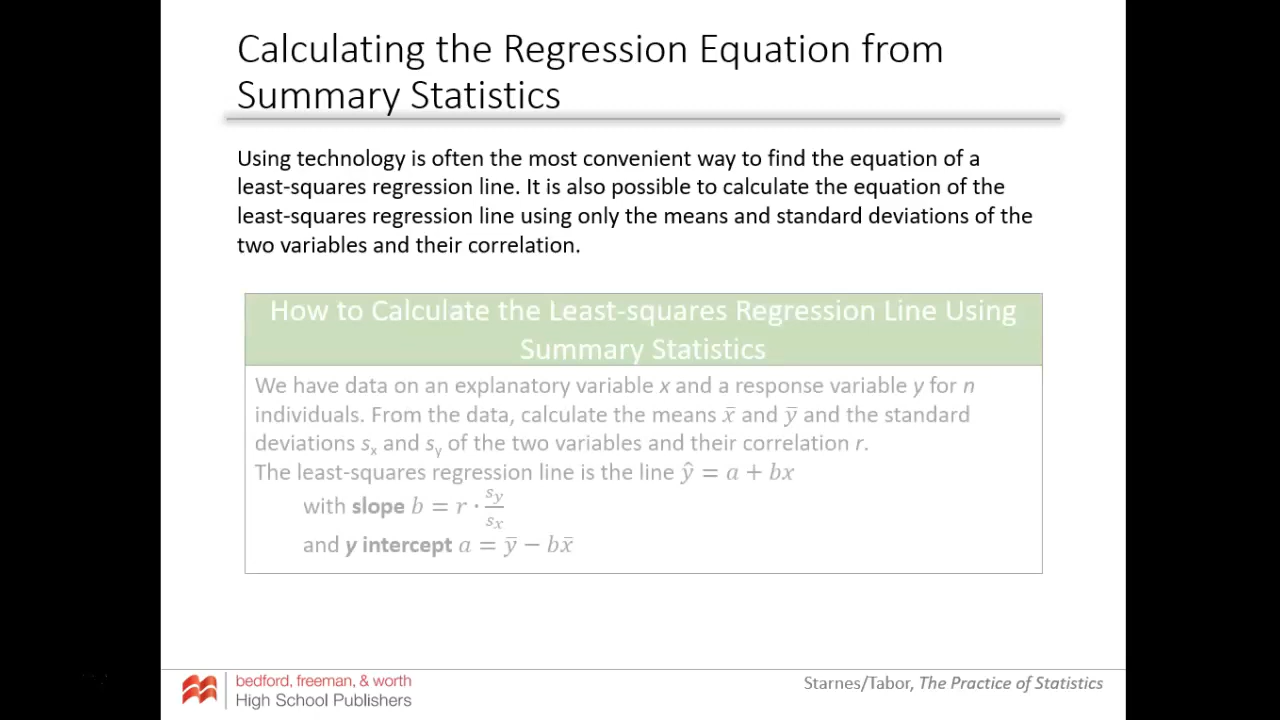 Calculating the Regression Equation from
Summary Statistics
Using technology is often the most convenient way to find the equation of a
least-squares regression line. It is also possible to calculate the equation of the
least-squares regression line using only the means and standard deviations of the
two variables and their correlation.
How to Calculate the Least-squares Regression Line Using
Summary Statistics
We have data on an explanatory variable x and a response variable y for n
individuals. From the data, calculate the means x̄ and ȳ and the standard
deviations sₓ and s_y of the two variables and their correlation r.
The least-squares regression line is the line ŷ = a + bx
with slope b = r · s_y/s_x
and y intercept a = ȳ − bx̄
bedford, freeman, & worth
High School Publishers
Starnes/Tabor, The Practice of Statistics